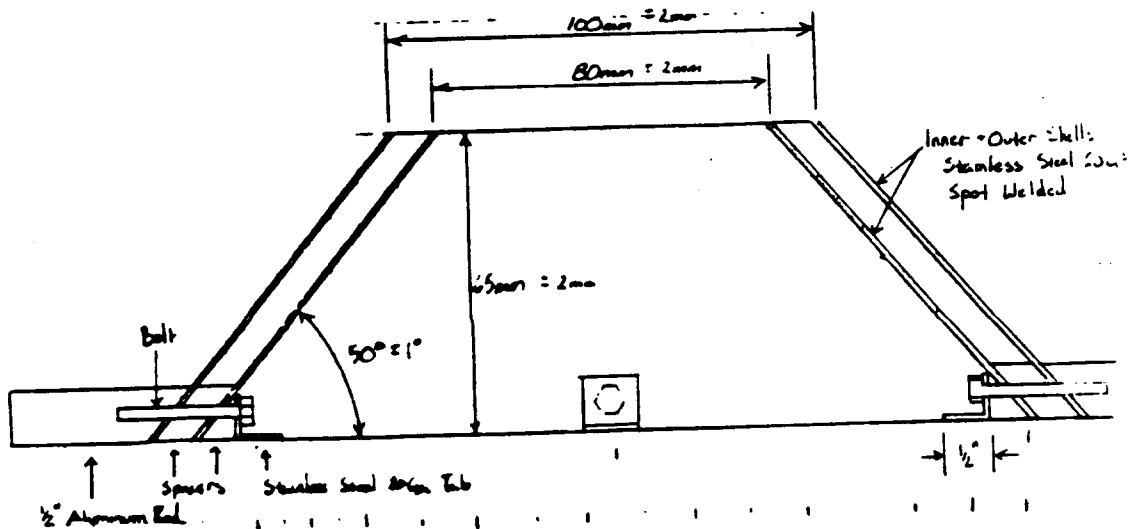 100mm ± 2mm
80mm ± 2mm
Inner + Outer Shells
Stainless Steel
Spot Welded
65mm ± 2mm
50° ± 1°
Bolt
1/2"
Spacers
Stainless Steel Tab
1/2" Aluminum Rod